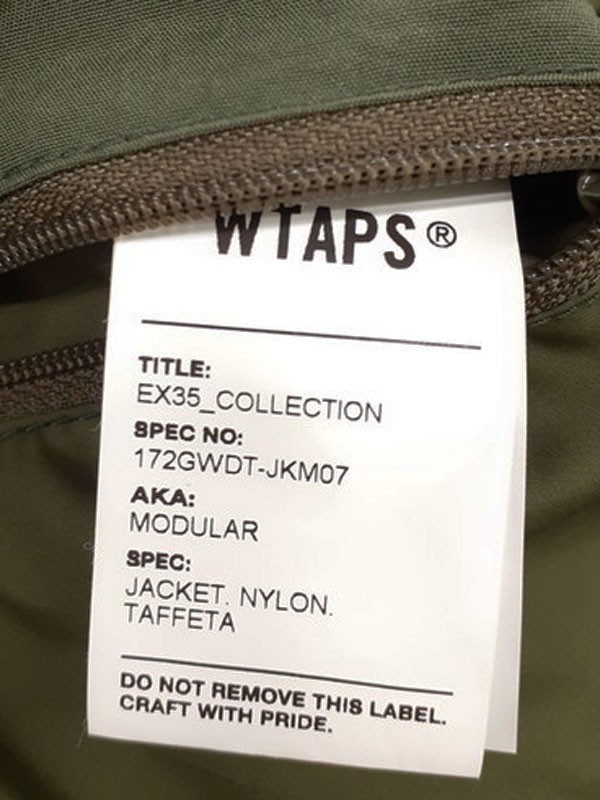 WTAPS®
TITLE:
EX35_COLLECTION
SPEC NO:
172GWDT-JKM07
AKA:
MODULAR
SPEC:
JACKET. NYLON.
TAFFETA
DO NOT REMOVE THIS LABEL.
CRAFT WITH PRIDE.